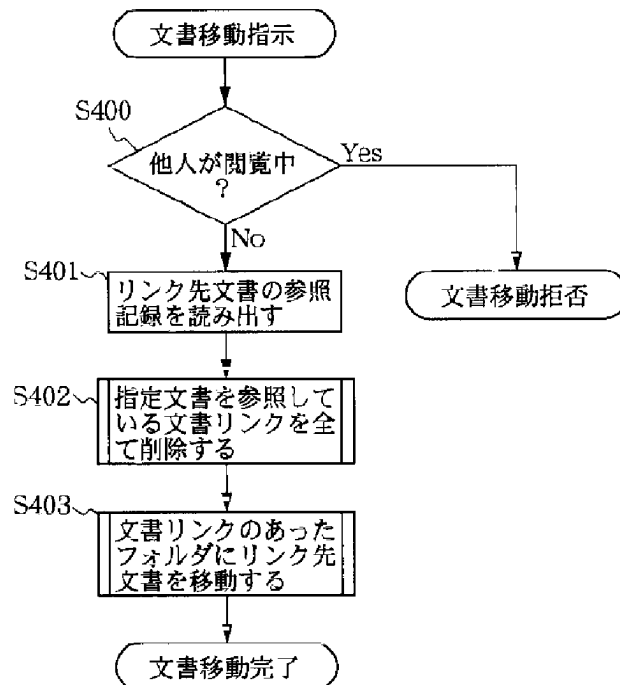 文書移動指示
S400
他人が閲覧中
?
Yes
No
S401
リンク先文書の参照
記録を読み出す
文書移動拒否
S402
指定文書を参照して
いる文書リンクを全
て削除する
S403
文書リンクのあった
フォルダにリンク先
文書を移動する
文書移動完了